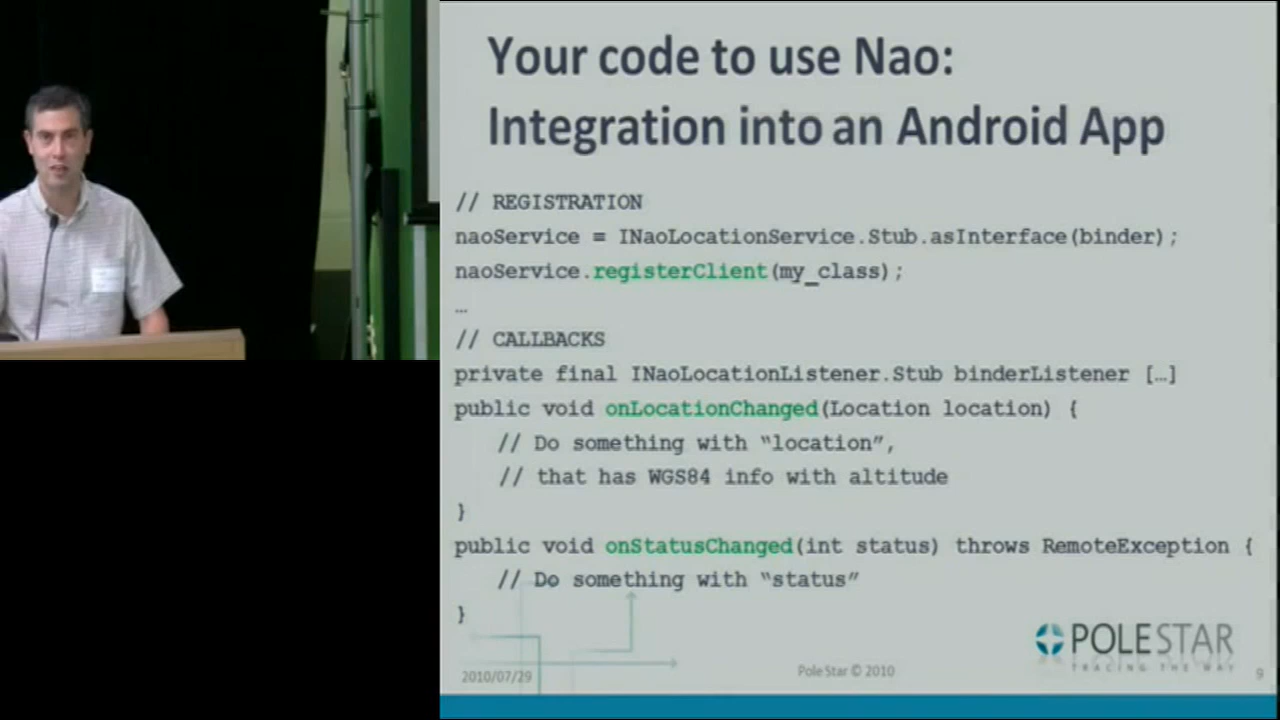 Your code to use Nao:
Integration into an Android App
// REGISTRATION
naoService = INaoLocationService.Stub.asInterface(binder);
naoService.registerClient(my_class);
…
// CALLBACKS
private final INaoLocationListener.Stub binderListener […]
public void onLocationChanged(Location location) {
// Do something with “location”,
// that has WGS84 info with altitude
}
public void onStatusChanged(int status) throws RemoteException {
// Do something with “status”
}
POLE STAR
TRACING THE WAY
2010/07/29
Pole Star © 2010
9